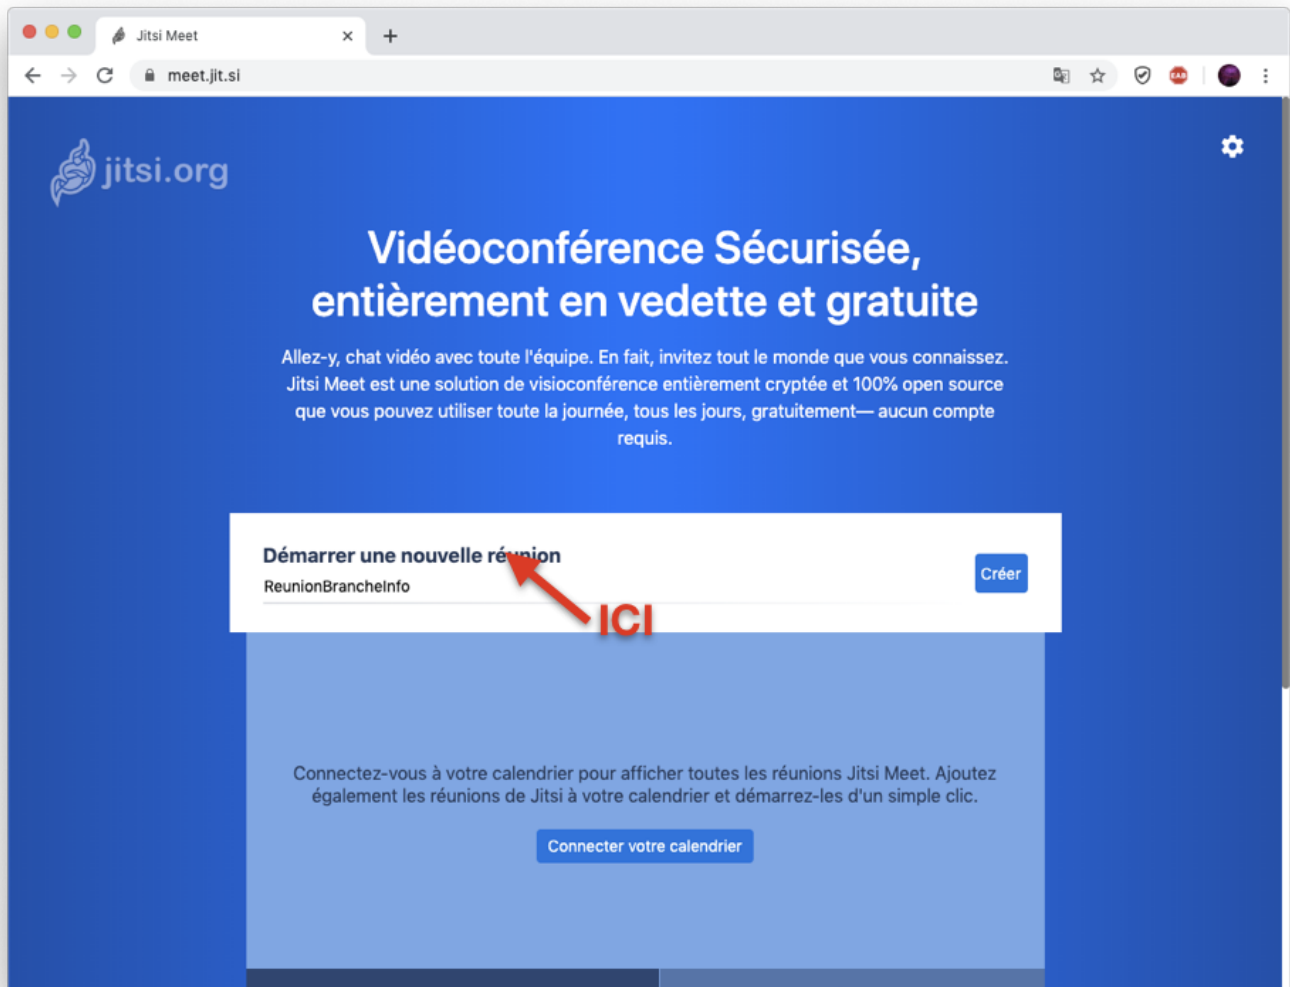 Jitsi Meet
meet.jit.si
EAB
jitsi.org
Vidéoconférence Sécurisée,
entièrement en vedette et gratuite
Allez-y, chat vidéo avec toute l'équipe. En fait, invitez tout le monde que vous connaissez.
Jitsi Meet est une solution de visioconférence entièrement cryptée et 100% open source
que vous pouvez utiliser toute la journée, tous les jours, gratuitement— aucun compte
requis.
Démarrer une nouvelle réunion
ReunionBrancheInfo
Créer
ICI
Connectez-vous à votre calendrier pour afficher toutes les réunions Jitsi Meet. Ajoutez
également les réunions de Jitsi à votre calendrier et démarrez-les d'un simple clic.
Connecter votre calendrier